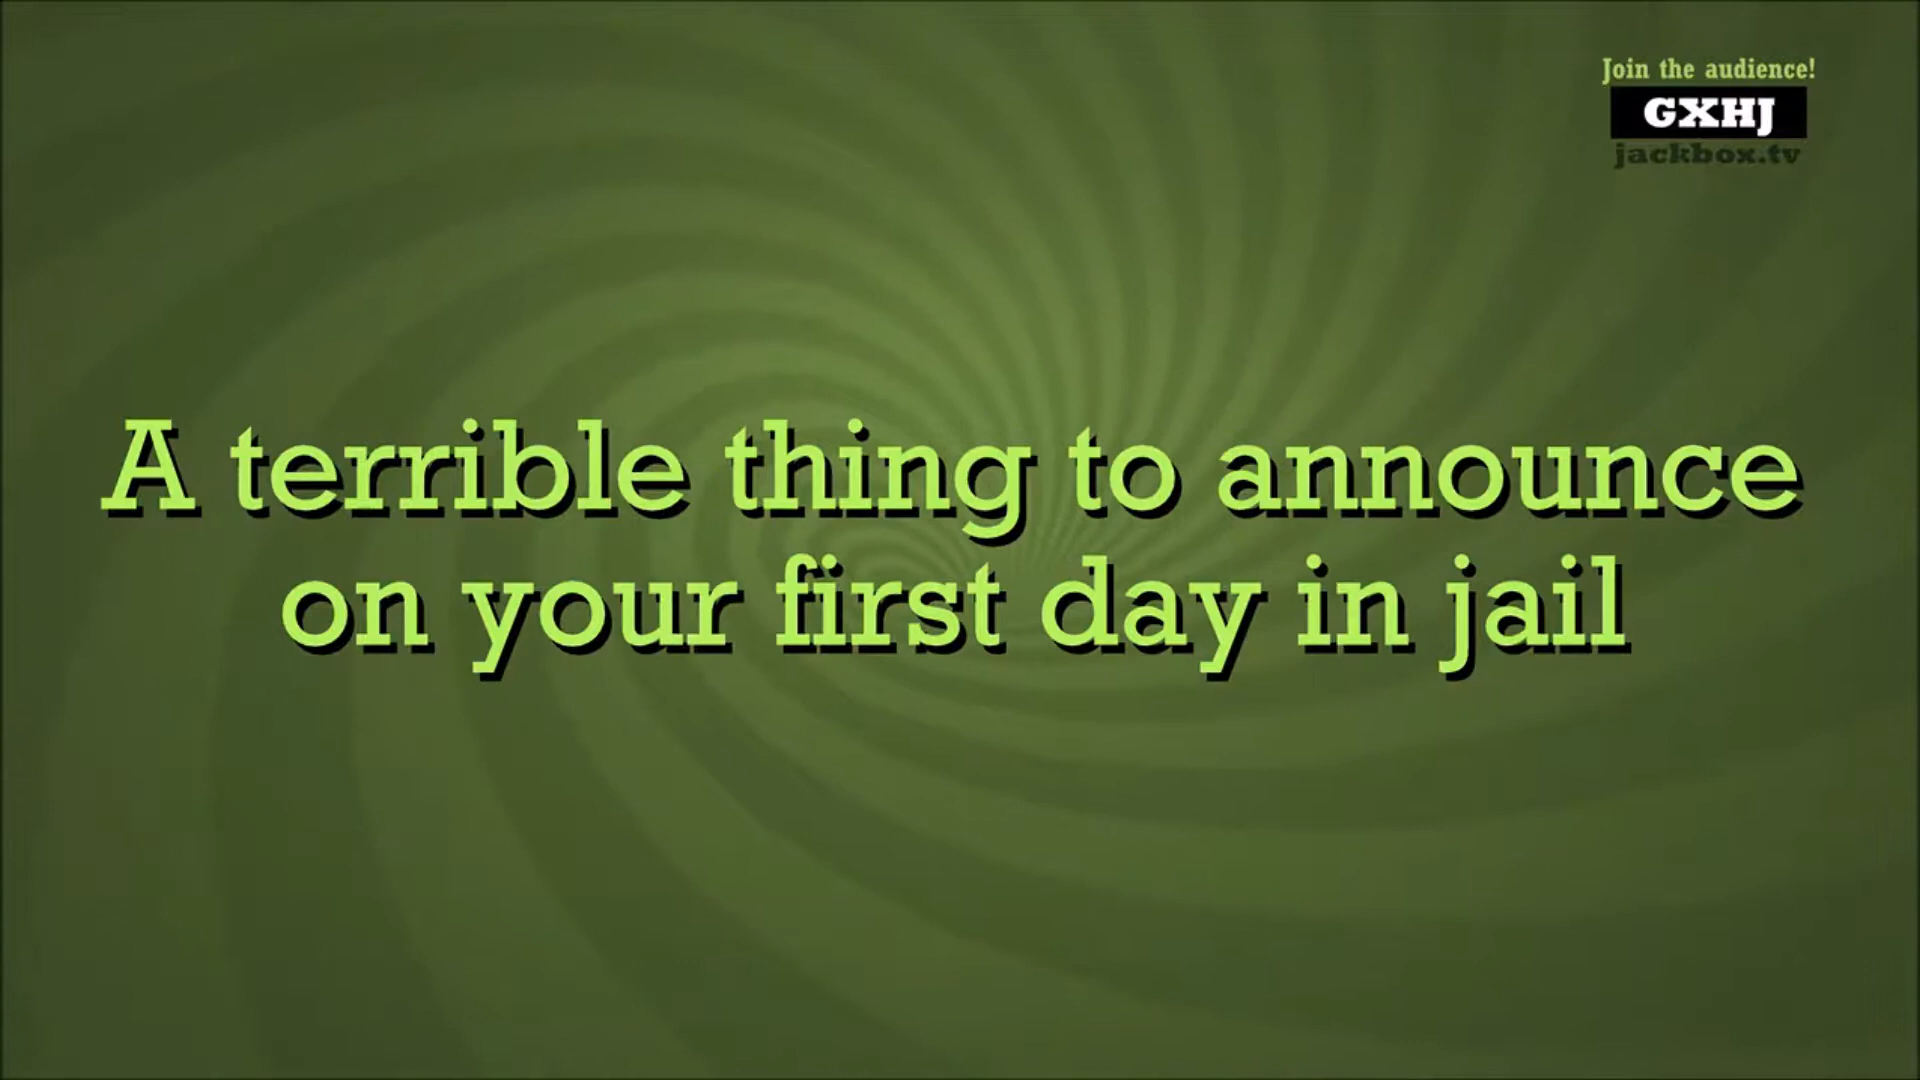 Join the audience!
GXHJ
jackbox.tv
A terrible thing to announce
on your first day in jail